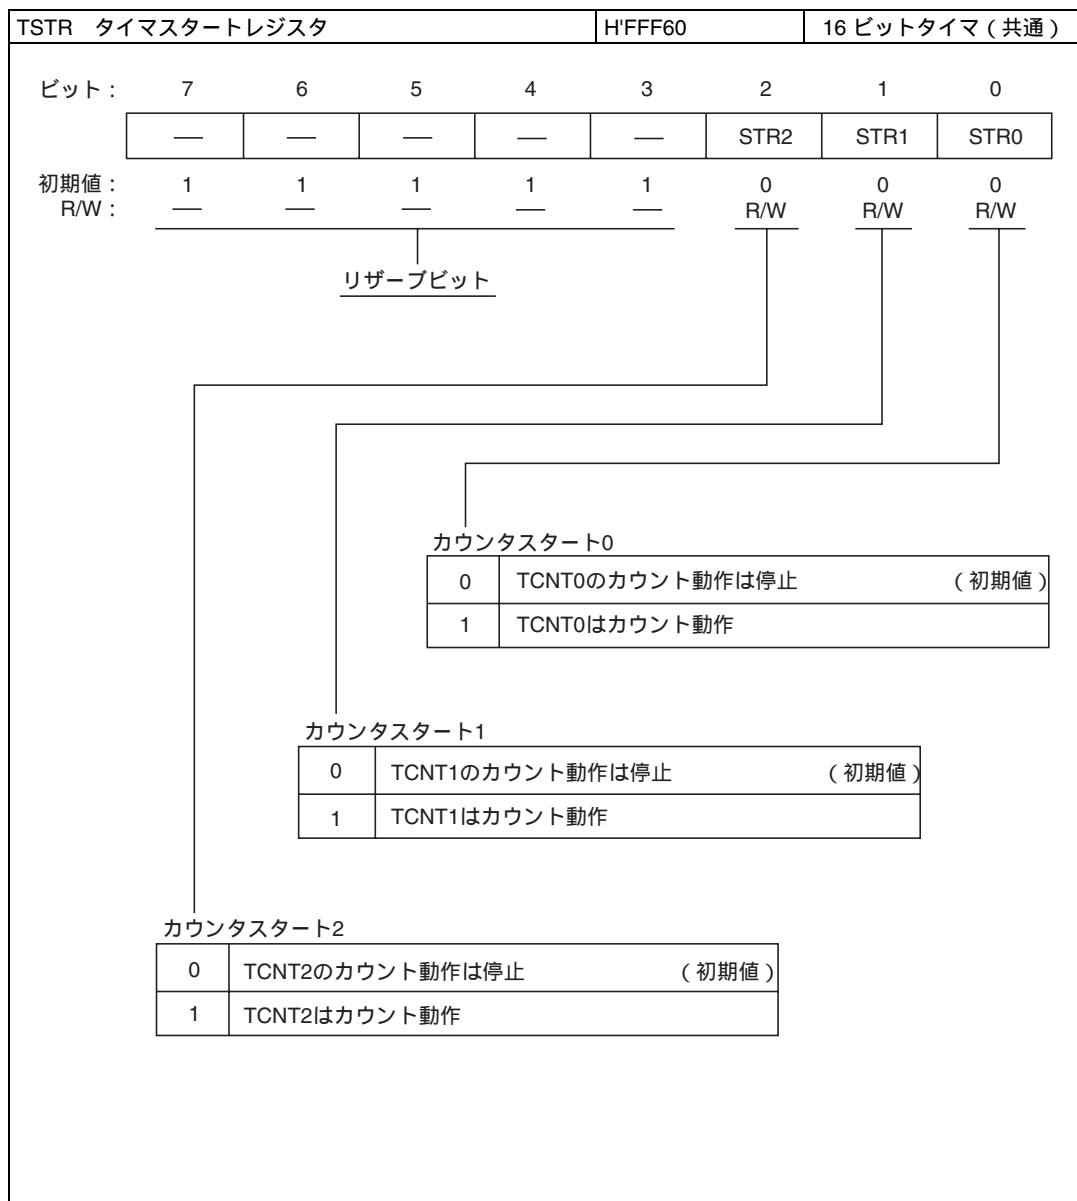 TSTR　タイマスタートレジスタ H'FFF60 16 ビットタイマ（共通）
ビット： 7 6 5 4 3 2 1 0
— — — — — STR2 STR1 STR0
初期値： 1 1 1 1 1 0 0 0
R/W： — — — — — R/W R/W R/W
リザーブビット
カウンタスタート0
0 TCNT0のカウント動作は停止 （初期値）
1 TCNT0はカウント動作
カウンタスタート1
0 TCNT1のカウント動作は停止 （初期値）
1 TCNT1はカウント動作
カウンタスタート2
0 TCNT2のカウント動作は停止 （初期値）
1 TCNT2はカウント動作